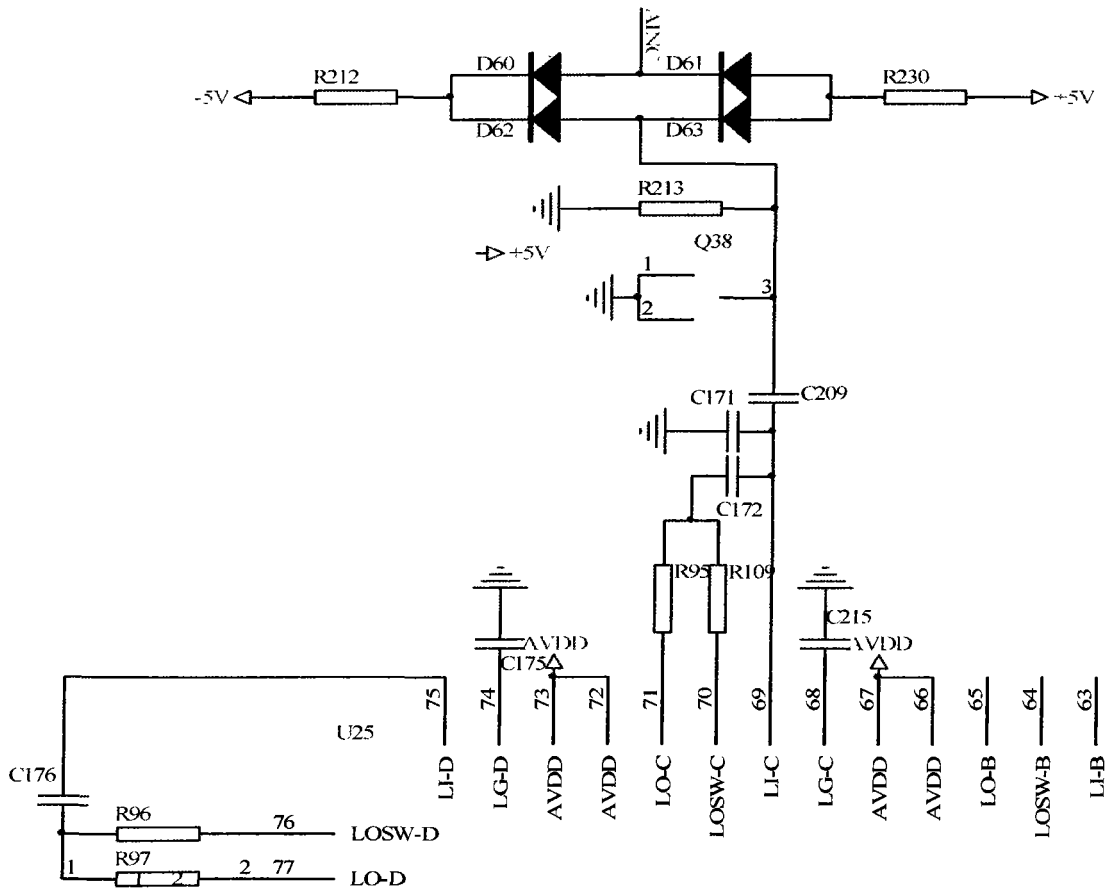 AINC
D60
D61
R212
R230
-5V
+5V
D62
D63
R213
Q38
+5V
1
3
2
C171
C209
C172
R95
R109
C215
AVDD
AVDD
C175
75
74
73
72
71
70
69
68
67
66
65
64
63
U25
LI-D
LG-D
AVDD
AVDD
LO-C
LOSW-C
LI-C
LG-C
AVDD
AVDD
LO-B
LOSW-B
LI-B
C176
R96
76
LOSW-D
R97
1
2
2
77
LO-D